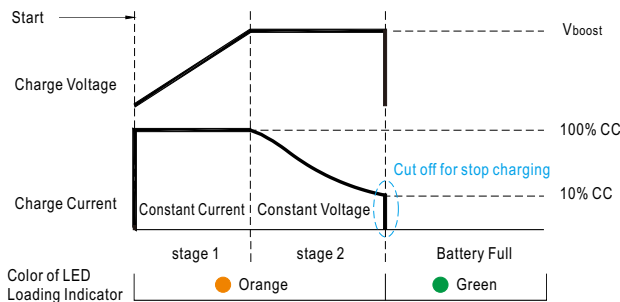 Start
Vboost
Charge Voltage
100% CC
Cut off for stop charging
10% CC
Charge Current
Constant Current
Constant Voltage
stage 1
stage 2
Battery Full
Color of LED
Loading Indicator
Orange
Green